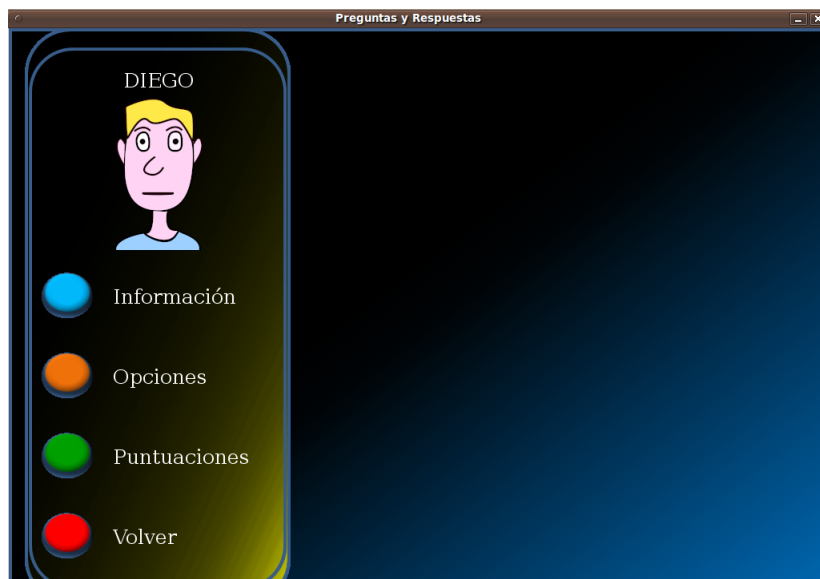 Preguntas y Respuestas
DIEGO
Información
Opciones
Puntuaciones
Volver